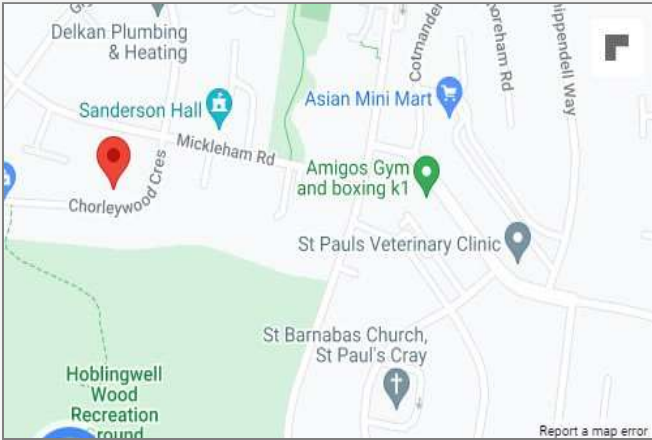 Delkan Plumbing
& Heating
Sanderson Hall
Mickleham Rd
Chorleywood Cres
Asian Mini Mart
Amigos Gym
and boxing k1
St Pauls Veterinary Clinic
St Barnabas Church,
St Paul's Cray
Hoblingwell
Wood
Recreation
Ground
Report a map error